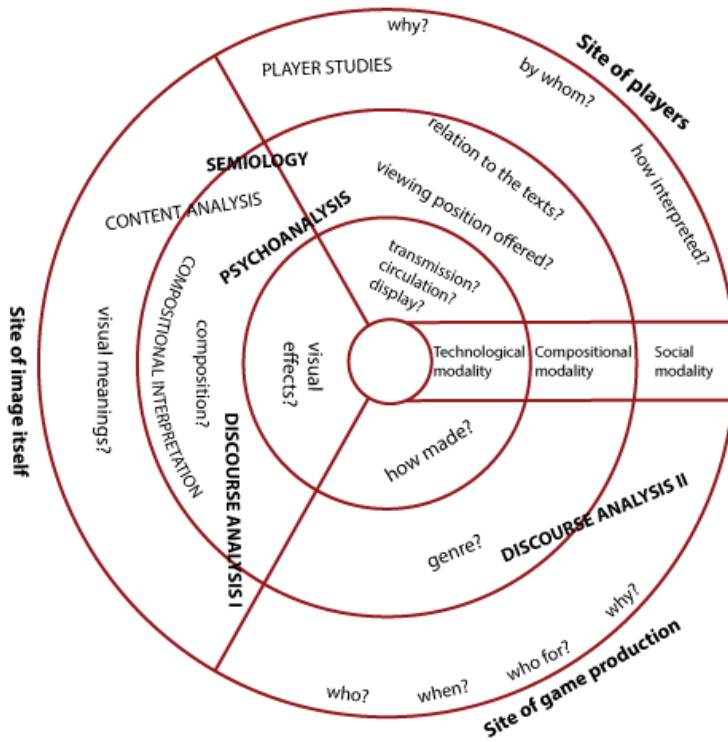 why?
PLAYER STUDIES
by whom?
Site of players
how interpreted?
relation to the texts?
viewing position offered?
transmission?
circulation?
display?
SEMIOLOGY
CONTENT ANALYSIS
PSYCHOANALYSIS
COMPOSITIONAL INTERPRETATION
composition?
visual
effects?
visual meanings?
Site of image itself
DISCOURSE ANALYSIS I
Technological
modality
Compositional
modality
Social
modality
how made?
genre?
DISCOURSE ANALYSIS II
who?
when?
who for?
why?
Site of game production